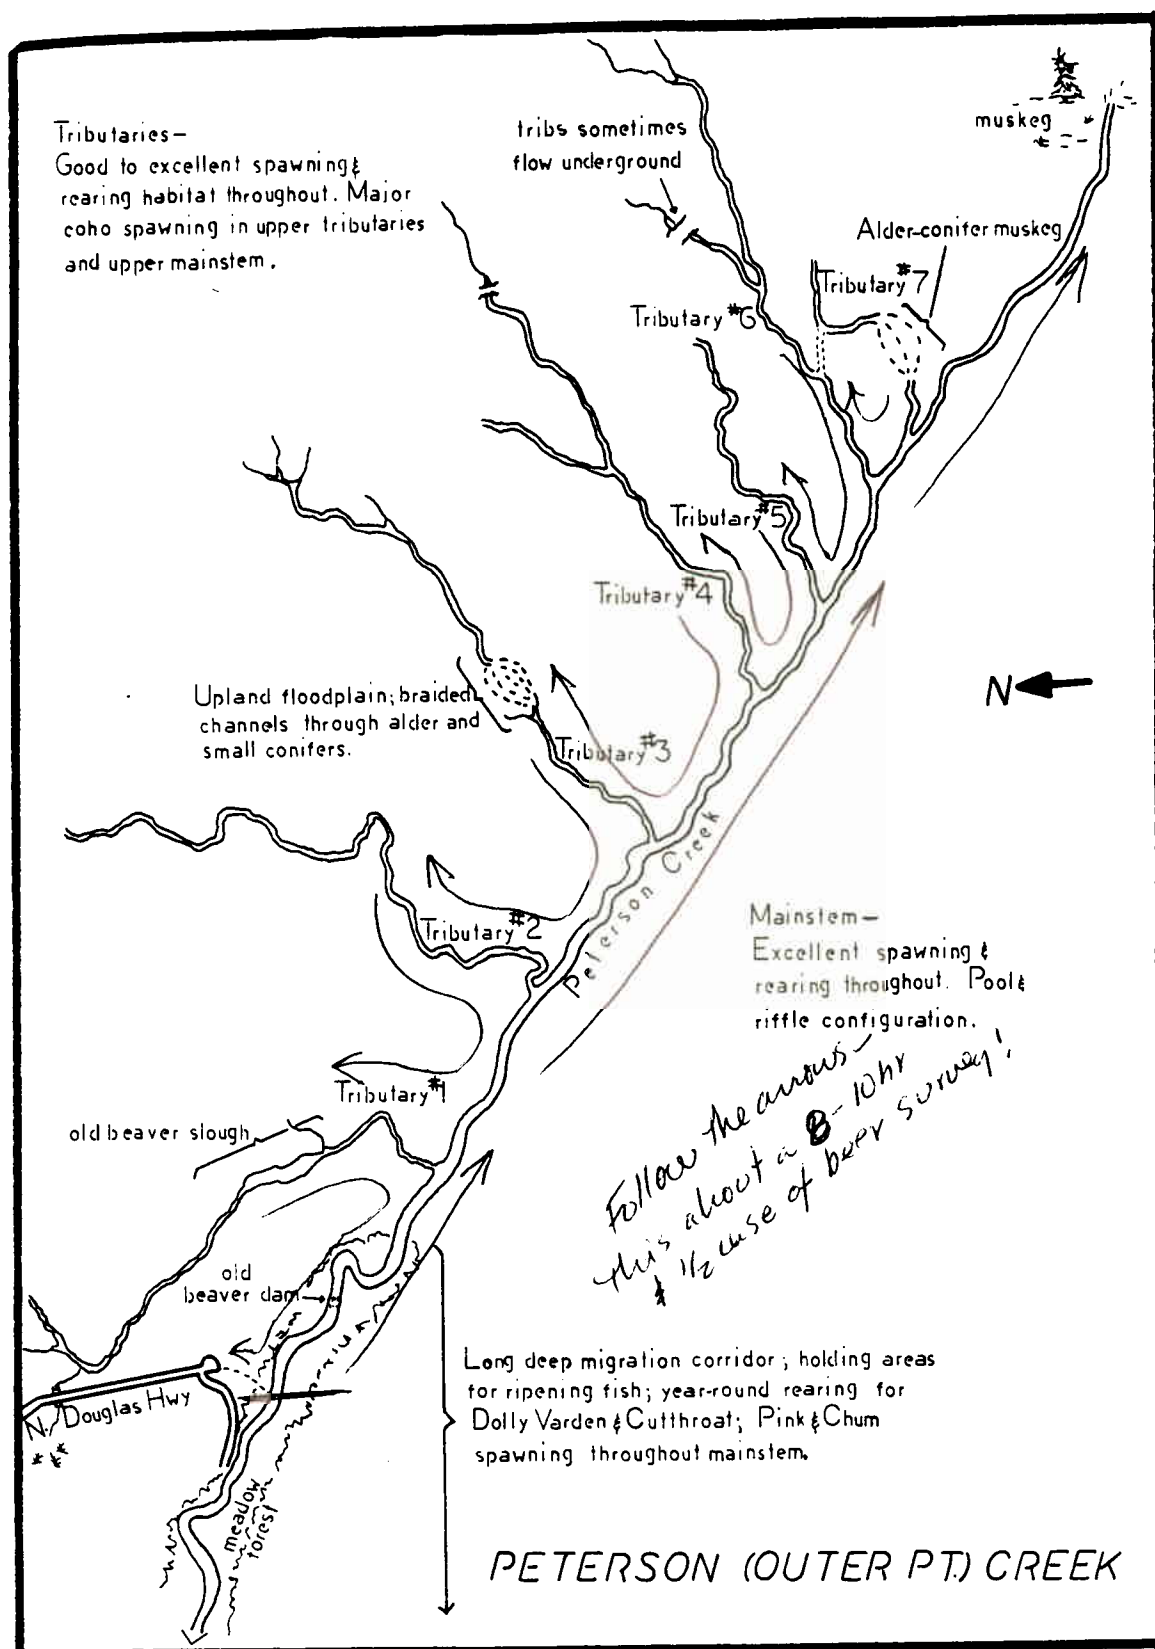 Tributaries–
Good to excellent spawning &
rearing habitat throughout. Major
coho spawning in upper tributaries
and upper mainstem.
tribs sometimes
flow underground
muskeg
Alder-conifer muskeg
Tributary #7
Tributary #6
Tributary #5
Tributary #4
N
Upland floodplain; braided
channels through alder and
small conifers.
Tributary #3
Peterson Creek
Tributary #2
Mainstem–
Excellent spawning &
rearing throughout. Pool &
riffle configuration.
Follow the arrows–
this about a 8-10hr
& 1/2 case of beer survey!
Tributary #1
old beaver slough
old
beaver dam
N. Douglas Hwy
Long deep migration corridor; holding areas
for ripening fish; year-round rearing for
Dolly Varden & Cutthroat; Pink & Chum
spawning throughout mainstem.
meadow
forest
PETERSON (OUTER PT.) CREEK